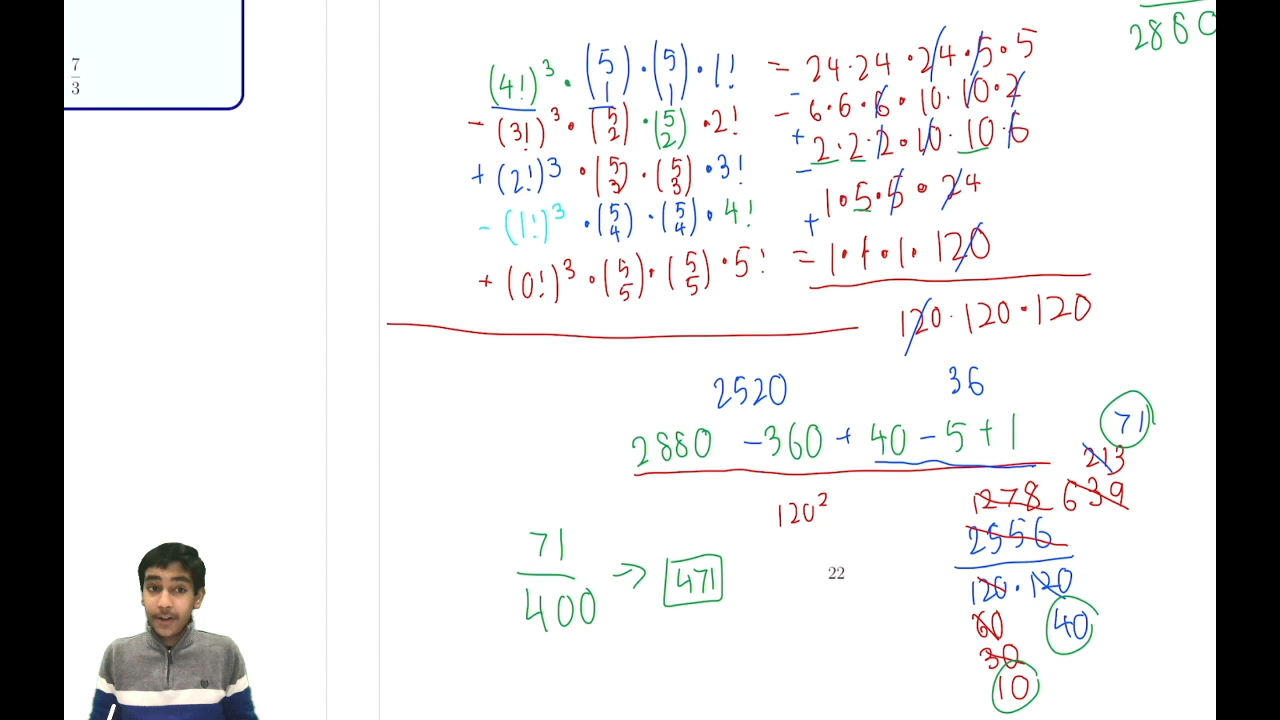 2880
7/3
(4!)³ · (5 1) · (5 1) · 1! = 24·24·24·5·5
- (3!)³ · (5 2) · (5 2) · 2! = - 6·6·6·10·10·2
+ (2!)³ · (5 3) · (5 3) · 3! + 2·2·2·10·10·6
- (1!)³ · (5 4) · (5 4) · 4! - 1·5·5·24
+ (0!)³ · (5 5) · (5 5) · 5! = + 1·1·1·120
120·120·120
2520 36
2880 - 360 + 40 - 5 + 1
120²
71
213
1278 639
2556
120·120
60 40
30
10
71/400 → 471
22